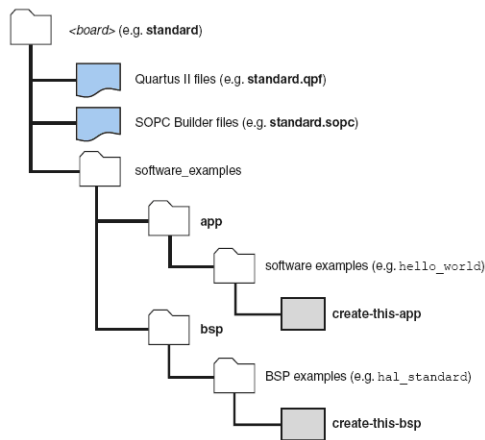 <board> (e.g. standard)
Quartus II files (e.g. standard.qpf)
SOPC Builder files (e.g. standard.sopc)
software_examples
app
software examples (e.g. hello_world)
create-this-app
bsp
BSP examples (e.g. hal_standard)
create-this-bsp